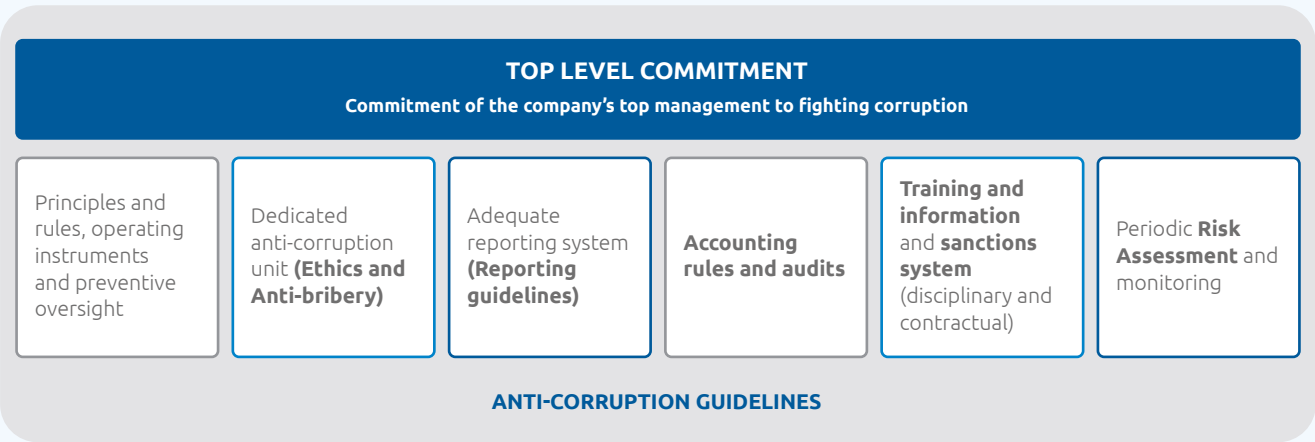 TOP LEVEL COMMITMENT
Commitment of the company's top management to fighting corruption
Principles and
rules, operating
instruments
and preventive
oversight
Dedicated
anti-corruption
unit (Ethics and
Anti-bribery)
Adequate
reporting system
(Reporting
guidelines)
Accounting
rules and audits
Training and
information
and sanctions
system
(disciplinary and
contractual)
Periodic Risk
Assessment and
monitoring
ANTI-CORRUPTION GUIDELINES